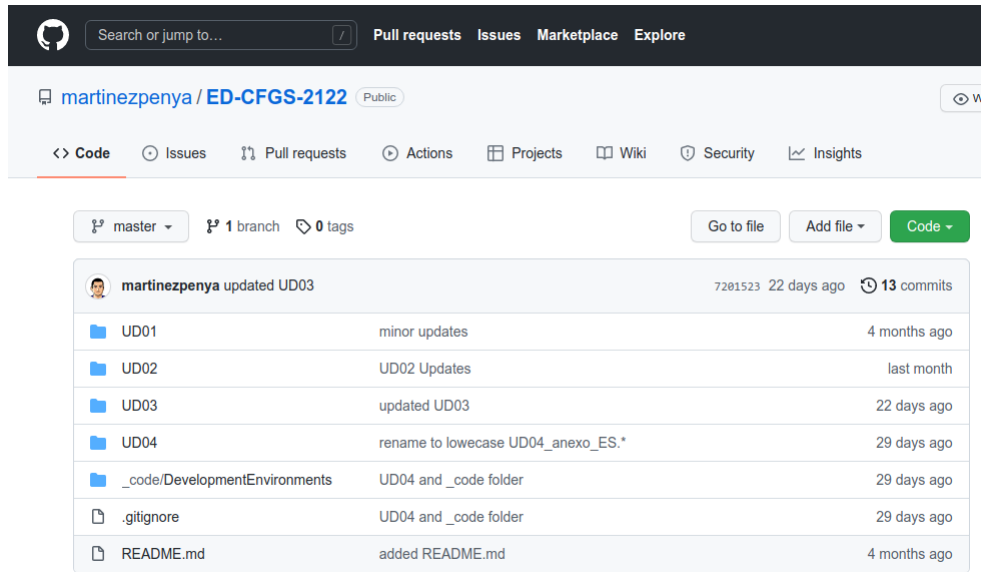 Search or jump to... / Pull requests Issues Marketplace Explore
martinezpenya / ED-CFGS-2122 Public
<> Code Issues Pull requests Actions Projects Wiki Security Insights
master 1 branch 0 tags Go to file Add file Code
martinezpenya updated UD03 7201523 22 days ago 13 commits
UD01 minor updates 4 months ago
UD02 UD02 Updates last month
UD03 updated UD03 22 days ago
UD04 rename to lowecase UD04_anexo_ES.* 29 days ago
_code/DevelopmentEnvironments UD04 and _code folder 29 days ago
.gitignore UD04 and _code folder 29 days ago
README.md added README.md 4 months ago